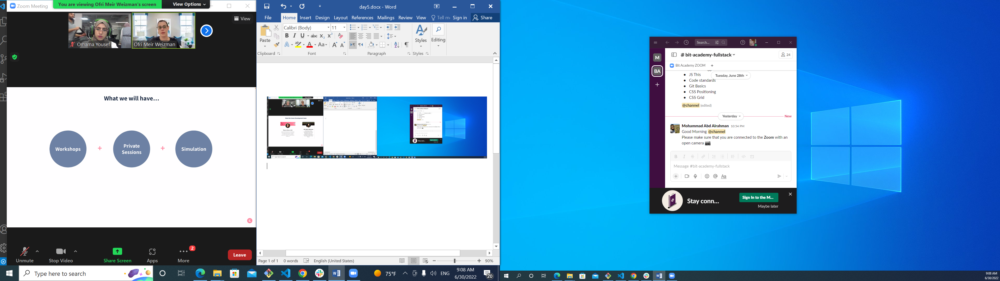 Zoom Meeting
You are viewing Ofri Meir Weizman's screen
View Options
View
Omama Yousef
Ofri Meir Weizman
What we will have...
Workshops
+
Private
Sessions
+
Simulation
Unmute
Stop Video
Share Screen
Apps
2
More
Leave
day5.docx - Word
File
Home
Insert
Design
Layout
References
Mailings
Review
View
Tell me
Sign in
Share
Paste
Calibri (Body)
11
B I U abc X₂ X²
A A Aa A A
Styles
Editing
Clipboard
Font
Paragraph
Styles
Meet the Career Development team
Page 1 of 1
0 words
English (United States)
90%
Search...
M
BA
# bit-academy-fullstack
24
Bit Academy ZOOM
+
Tuesday, June 28th
JS This
Code standards
Git Basics
CSS Positioning
CSS Grid
@channel (edited)
Yesterday
New
Mohammad Abd Alrahman 10:54 PM
Good Morning @channel
Please make sure that you are connected to the Zoom with an
open camera
Message #bit-academy-fullstack
Aa
Stay conn...
Sign In to the M...
Maybe later
Type here to search
75°F
ENG
9:08 AM
6/30/2022
20
9:08 AM
6/30/2022